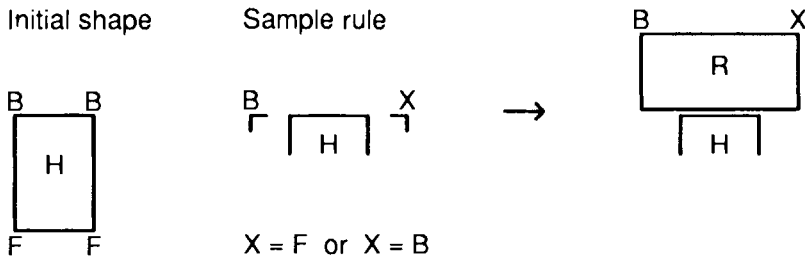 Initial shape
B B
H
F F
Sample rule
B X
H
X = F or X = B
→
B X
R
H